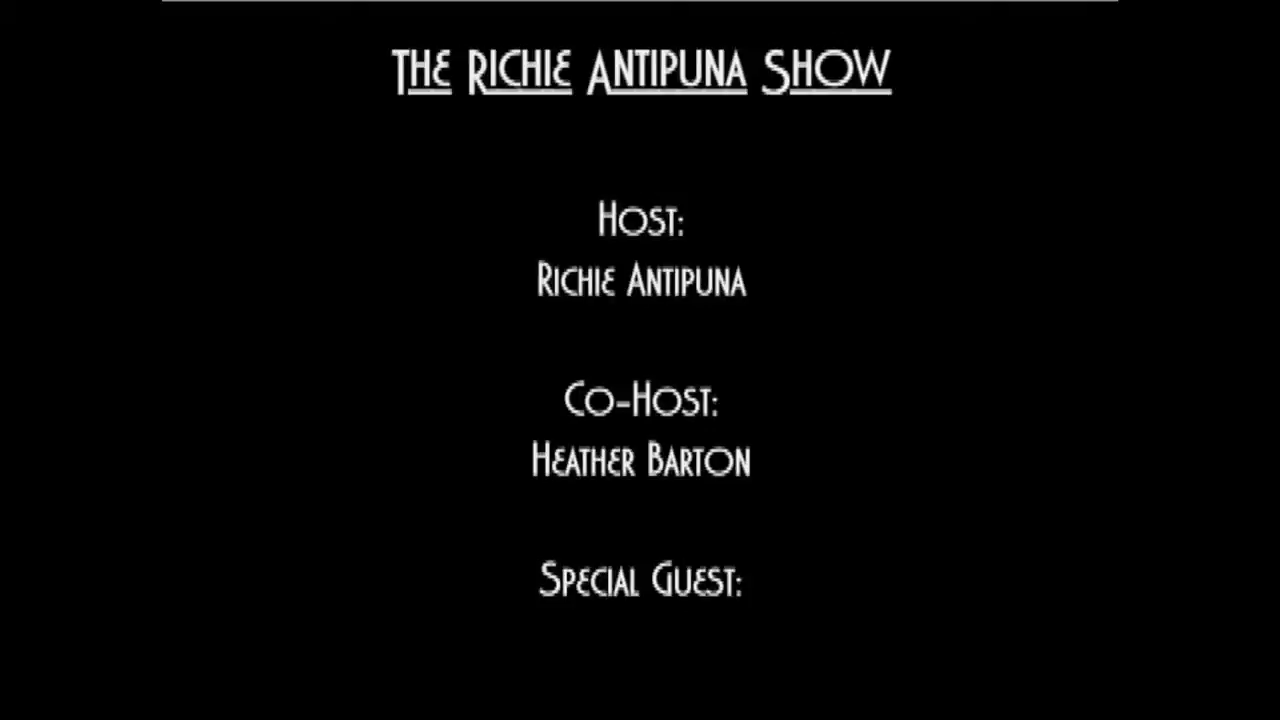 The Richie Antipuna Show
Host:
Richie Antipuna
Co-Host:
Heather Barton
Special Guest: